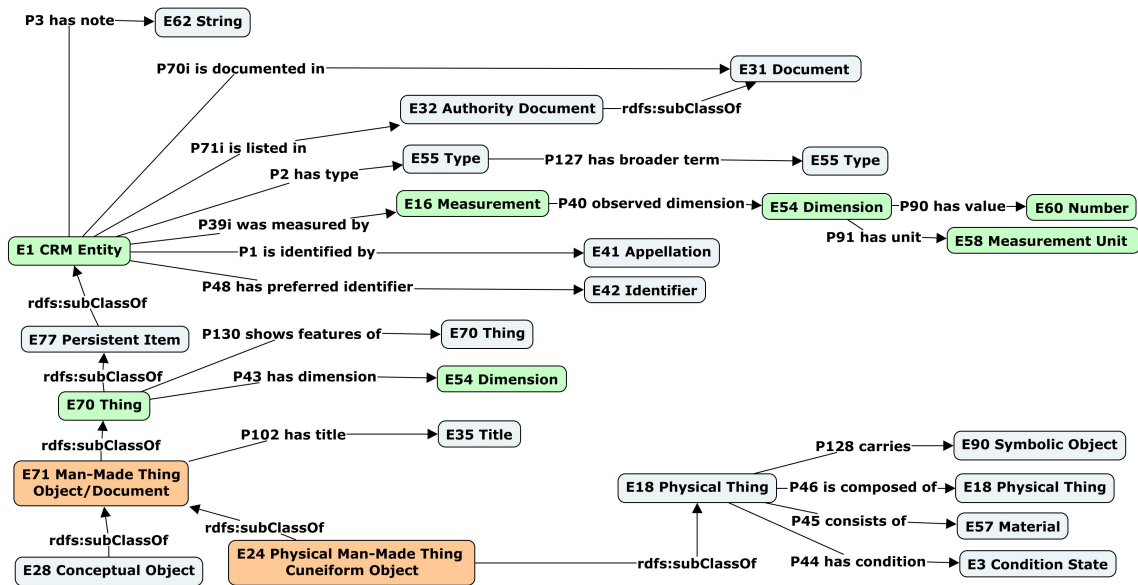 P3 has note
E62 String
P70i is documented in
E31 Document
E32 Authority Document
rdfs:subClassOf
P71i is listed in
E55 Type
P127 has broader term
E55 Type
P2 has type
E16 Measurement
P40 observed dimension
E54 Dimension
P90 has value
E60 Number
P39i was measured by
P91 has unit
E58 Measurement Unit
E1 CRM Entity
P1 is identified by
E41 Appellation
P48 has preferred identifier
E42 Identifier
rdfs:subClassOf
E77 Persistent Item
P130 shows features of
E70 Thing
rdfs:subClassOf
P43 has dimension
E54 Dimension
E70 Thing
rdfs:subClassOf
P102 has title
E35 Title
E71 Man-Made Thing
Object/Document
P128 carries
E90 Symbolic Object
E18 Physical Thing
P46 is composed of
E18 Physical Thing
P45 consists of
E57 Material
rdfs:subClassOf
rdfs:subClassOf
E28 Conceptual Object
E24 Physical Man-Made Thing
Cuneiform Object
rdfs:subClassOf
P44 has condition
E3 Condition State